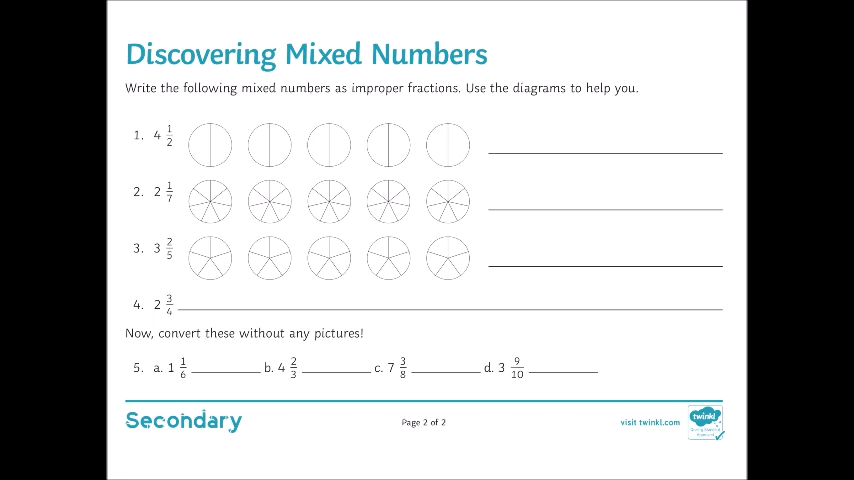 Discovering Mixed Numbers
Write the following mixed numbers as improper fractions. Use the diagrams to help you.
1. 4 1/2
2. 2 1/7
3. 3 2/5
4. 2 3/4
Now, convert these without any pictures!
5. a. 1 1/6 b. 4 2/3 c. 7 3/8 d. 3 9/10
Secondary
Page 2 of 2
visit twinkl.com
twinkl